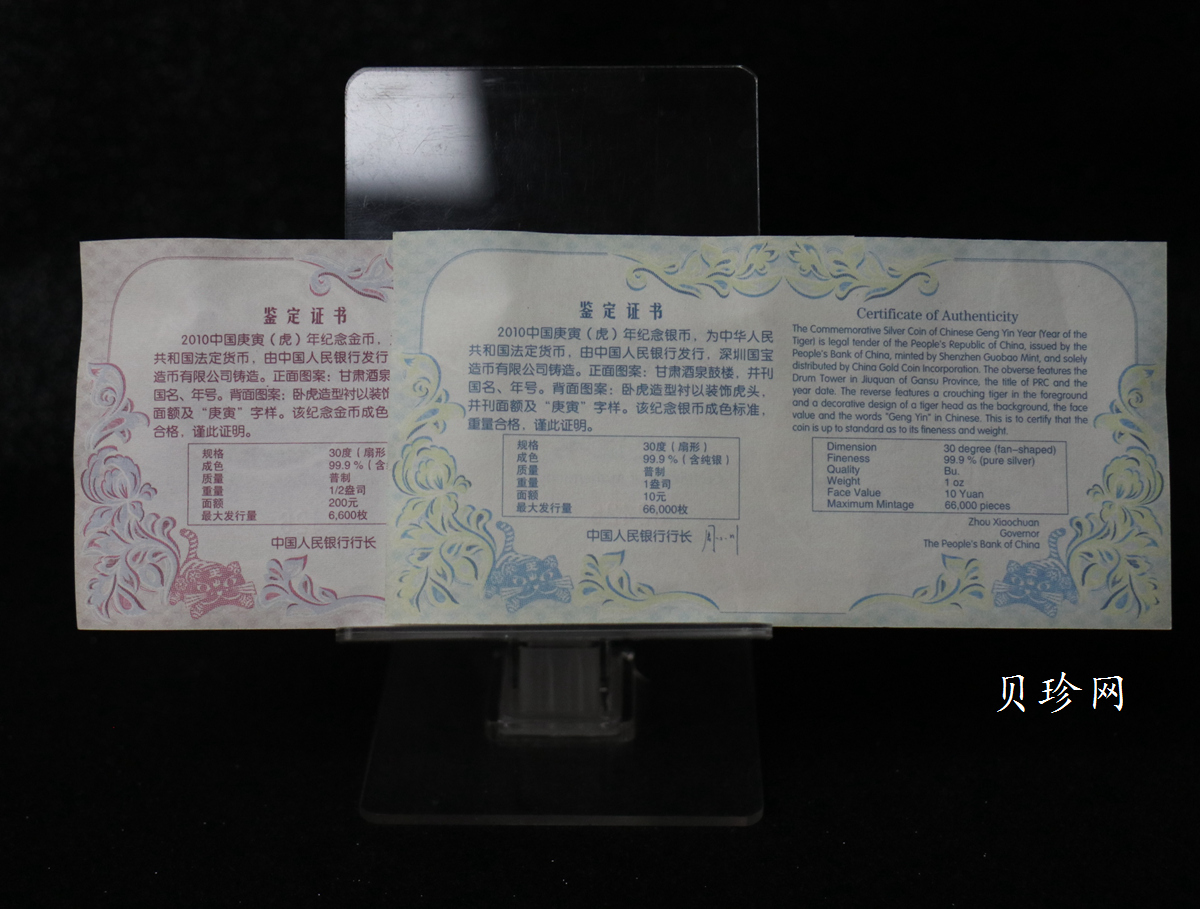 鉴定证书
2010中国庚寅（虎）年纪念金币，
共和国法定货币，由中国人民银行发行
造币有限公司铸造。正面图案：甘肃酒泉
国名、年号。背面图案：卧虎造型衬以装饰
面额及“庚寅”字样。该纪念金币成色
合格，谨此证明。
规格 30度（扇形
成色 99.9％（含
质量 普制
重量 1/2盎司
面额 200元
最大发行量 6,600枚
中国人民银行行长
鉴定证书
2010中国庚寅（虎）年纪念银币，为中华人民
共和国法定货币，由中国人民银行发行，深圳国宝
造币有限公司铸造。正面图案：甘肃酒泉鼓楼，并刊
国名、年号。背面图案：卧虎造型衬以装饰虎头，
并刊面额及“庚寅”字样。该纪念银币成色标准，
重量合格，谨此证明。
规格 30度（扇形）
成色 99.9％（含纯银）
质量 普制
重量 1盎司
面额 10元
最大发行量 66,000枚
中国人民银行行长
Certificate of Authenticity
The Commemorative Silver Coin of Chinese Geng Yin Year (Year of the
Tiger) is legal tender of the People's Republic of China, issued by the
People's Bank of China, minted by Shenzhen Guobao Mint, and solely
distributed by China Gold Coin Incorporation. The obverse features the
Drum Tower in Jiuquan of Gansu Province, the title of PRC and the
year date. The reverse features a crouching tiger in the foreground
and a decorative design of a tiger head as the background, the face
value and the words "Geng Yin" in Chinese. This is to certify that the
coin is up to standard as to its fineness and weight.
Dimension 30 degree (fan-shaped)
Fineness 99.9 % (pure silver)
Quality Bu.
Weight 1 oz
Face Value 10 Yuan
Maximum Mintage 66,000 pieces
Zhou Xiaochuan
Governor
The People's Bank of China
贝珍网